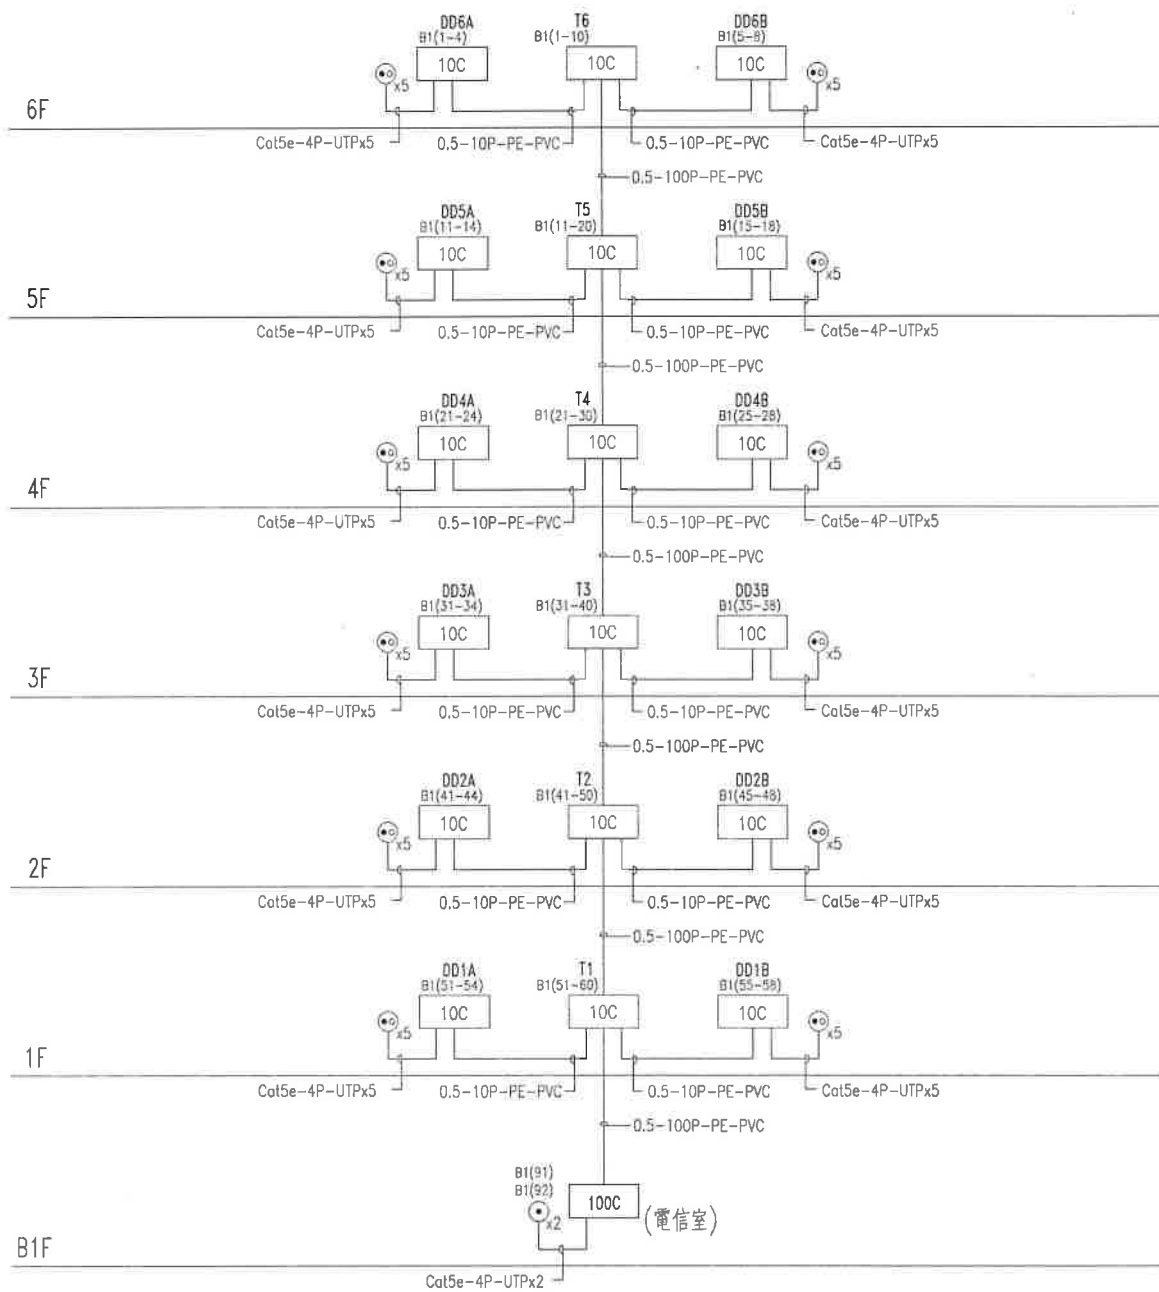 DD6A T6 DD6B
B1(1-4) B1(1-10) B1(5-8)
10C 10C 10C
x5 x5
6F
Cat5e-4P-UTPx5 0.5-10P-PE-PVC 0.5-10P-PE-PVC Cat5e-4P-UTPx5
0.5-100P-PE-PVC
DD5A T5 DD5B
B1(11-14) B1(11-20) B1(15-18)
10C 10C 10C
x5 x5
5F
Cat5e-4P-UTPx5 0.5-10P-PE-PVC 0.5-10P-PE-PVC Cat5e-4P-UTPx5
0.5-100P-PE-PVC
DD4A T4 DD4B
B1(21-24) B1(21-30) B1(25-28)
10C 10C 10C
x5 x5
4F
Cat5e-4P-UTPx5 0.5-10P-PE-PVC 0.5-10P-PE-PVC Cat5e-4P-UTPx5
0.5-100P-PE-PVC
DD3A T3 DD3B
B1(31-34) B1(31-40) B1(35-38)
10C 10C 10C
x5 x5
3F
Cat5e-4P-UTPx5 0.5-10P-PE-PVC 0.5-10P-PE-PVC Cat5e-4P-UTPx5
0.5-100P-PE-PVC
DD2A T2 DD2B
B1(41-44) B1(41-50) B1(45-48)
10C 10C 10C
x5 x5
2F
Cat5e-4P-UTPx5 0.5-10P-PE-PVC 0.5-10P-PE-PVC Cat5e-4P-UTPx5
0.5-100P-PE-PVC
DD1A T1 DD1B
B1(51-54) B1(51-60) B1(55-58)
10C 10C 10C
x5 x5
1F
Cat5e-4P-UTPx5 0.5-10P-PE-PVC 0.5-10P-PE-PVC Cat5e-4P-UTPx5
0.5-100P-PE-PVC
B1(91)
B1(92)
100C
x2 (電信室)
B1F
Cat5e-4P-UTPx2